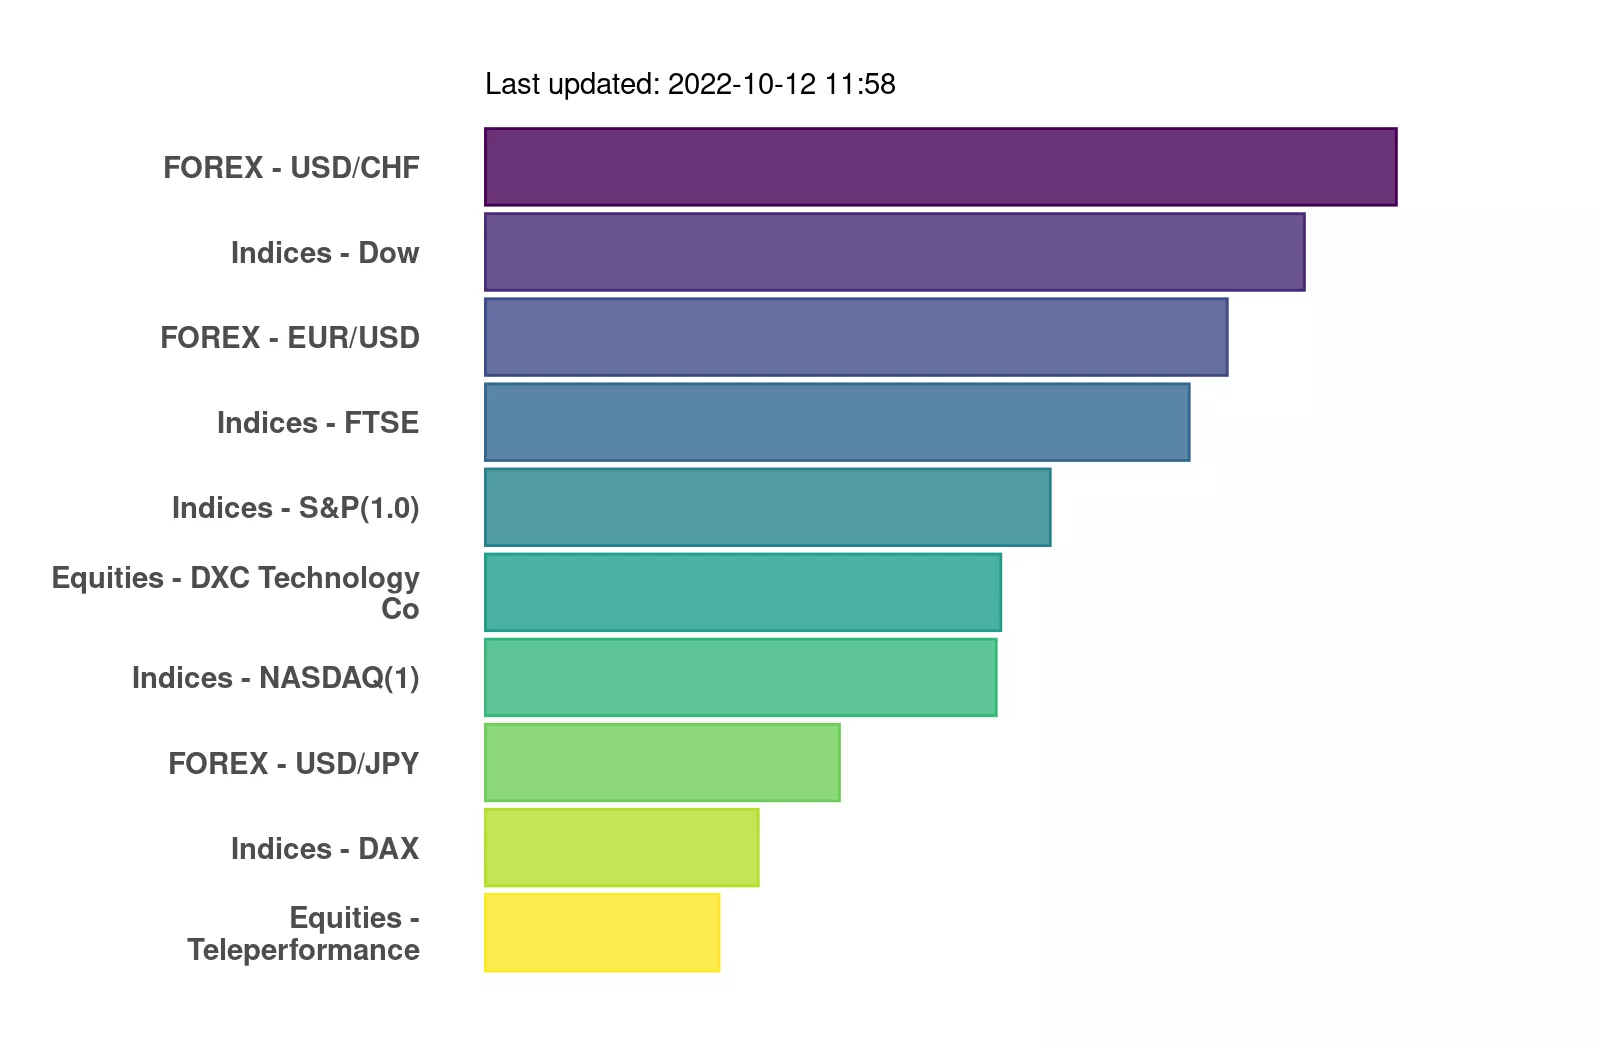 Last updated: 2022-10-12 11:58
FOREX - USD/CHF
Indices - Dow
FOREX - EUR/USD
Indices - FTSE
Indices - S&P(1.0)
Equities - DXC Technology
Co
Indices - NASDAQ(1)
FOREX - USD/JPY
Indices - DAX
Equities -
Teleperformance